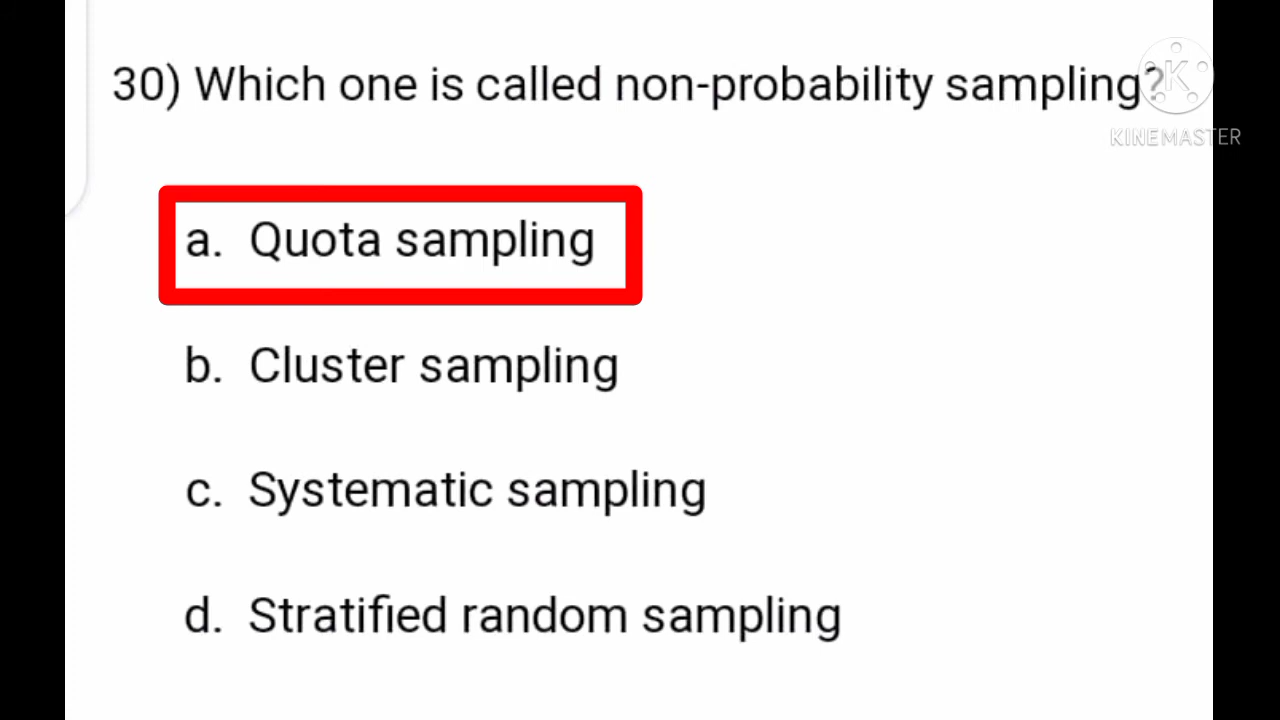 30) Which one is called non-probability sampling?
K
KINEMASTER
a. Quota sampling
b. Cluster sampling
c. Systematic sampling
d. Stratified random sampling